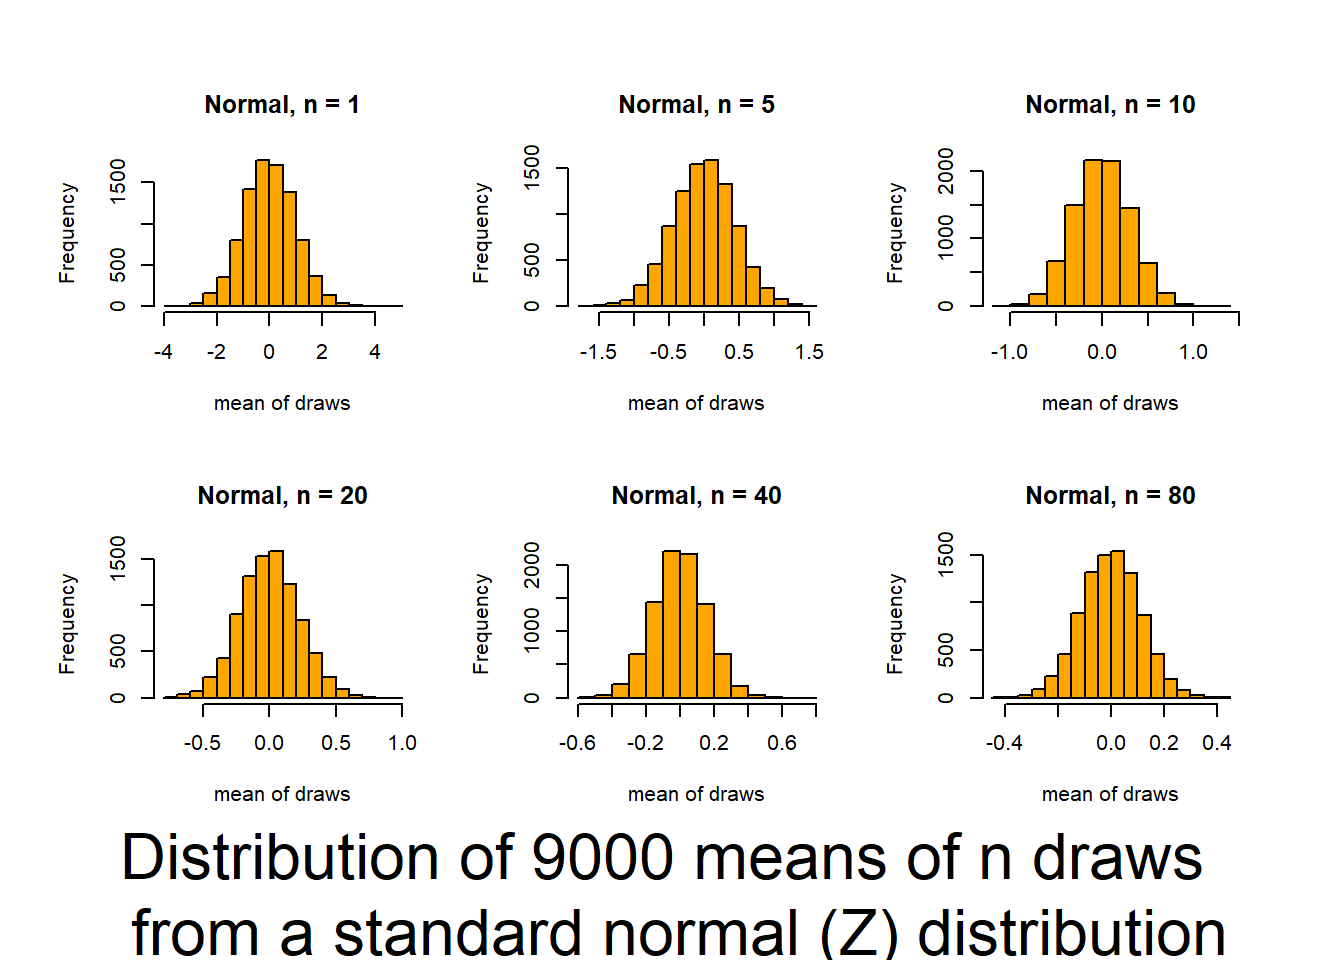 Normal, n = 1
Frequency
0 500 1500
-4 -2 0 2 4
mean of draws
Normal, n = 5
Frequency
0 500 1500
-1.5 -0.5 0.5 1.5
mean of draws
Normal, n = 10
Frequency
0 1000 2000
-1.0 0.0 1.0
mean of draws
Normal, n = 20
Frequency
0 500 1500
-0.5 0.0 0.5 1.0
mean of draws
Normal, n = 40
Frequency
0 1000 2000
-0.6 -0.2 0.2 0.6
mean of draws
Normal, n = 80
Frequency
0 500 1500
-0.4 0.0 0.2 0.4
mean of draws
Distribution of 9000 means of n draws
from a standard normal (Z) distribution